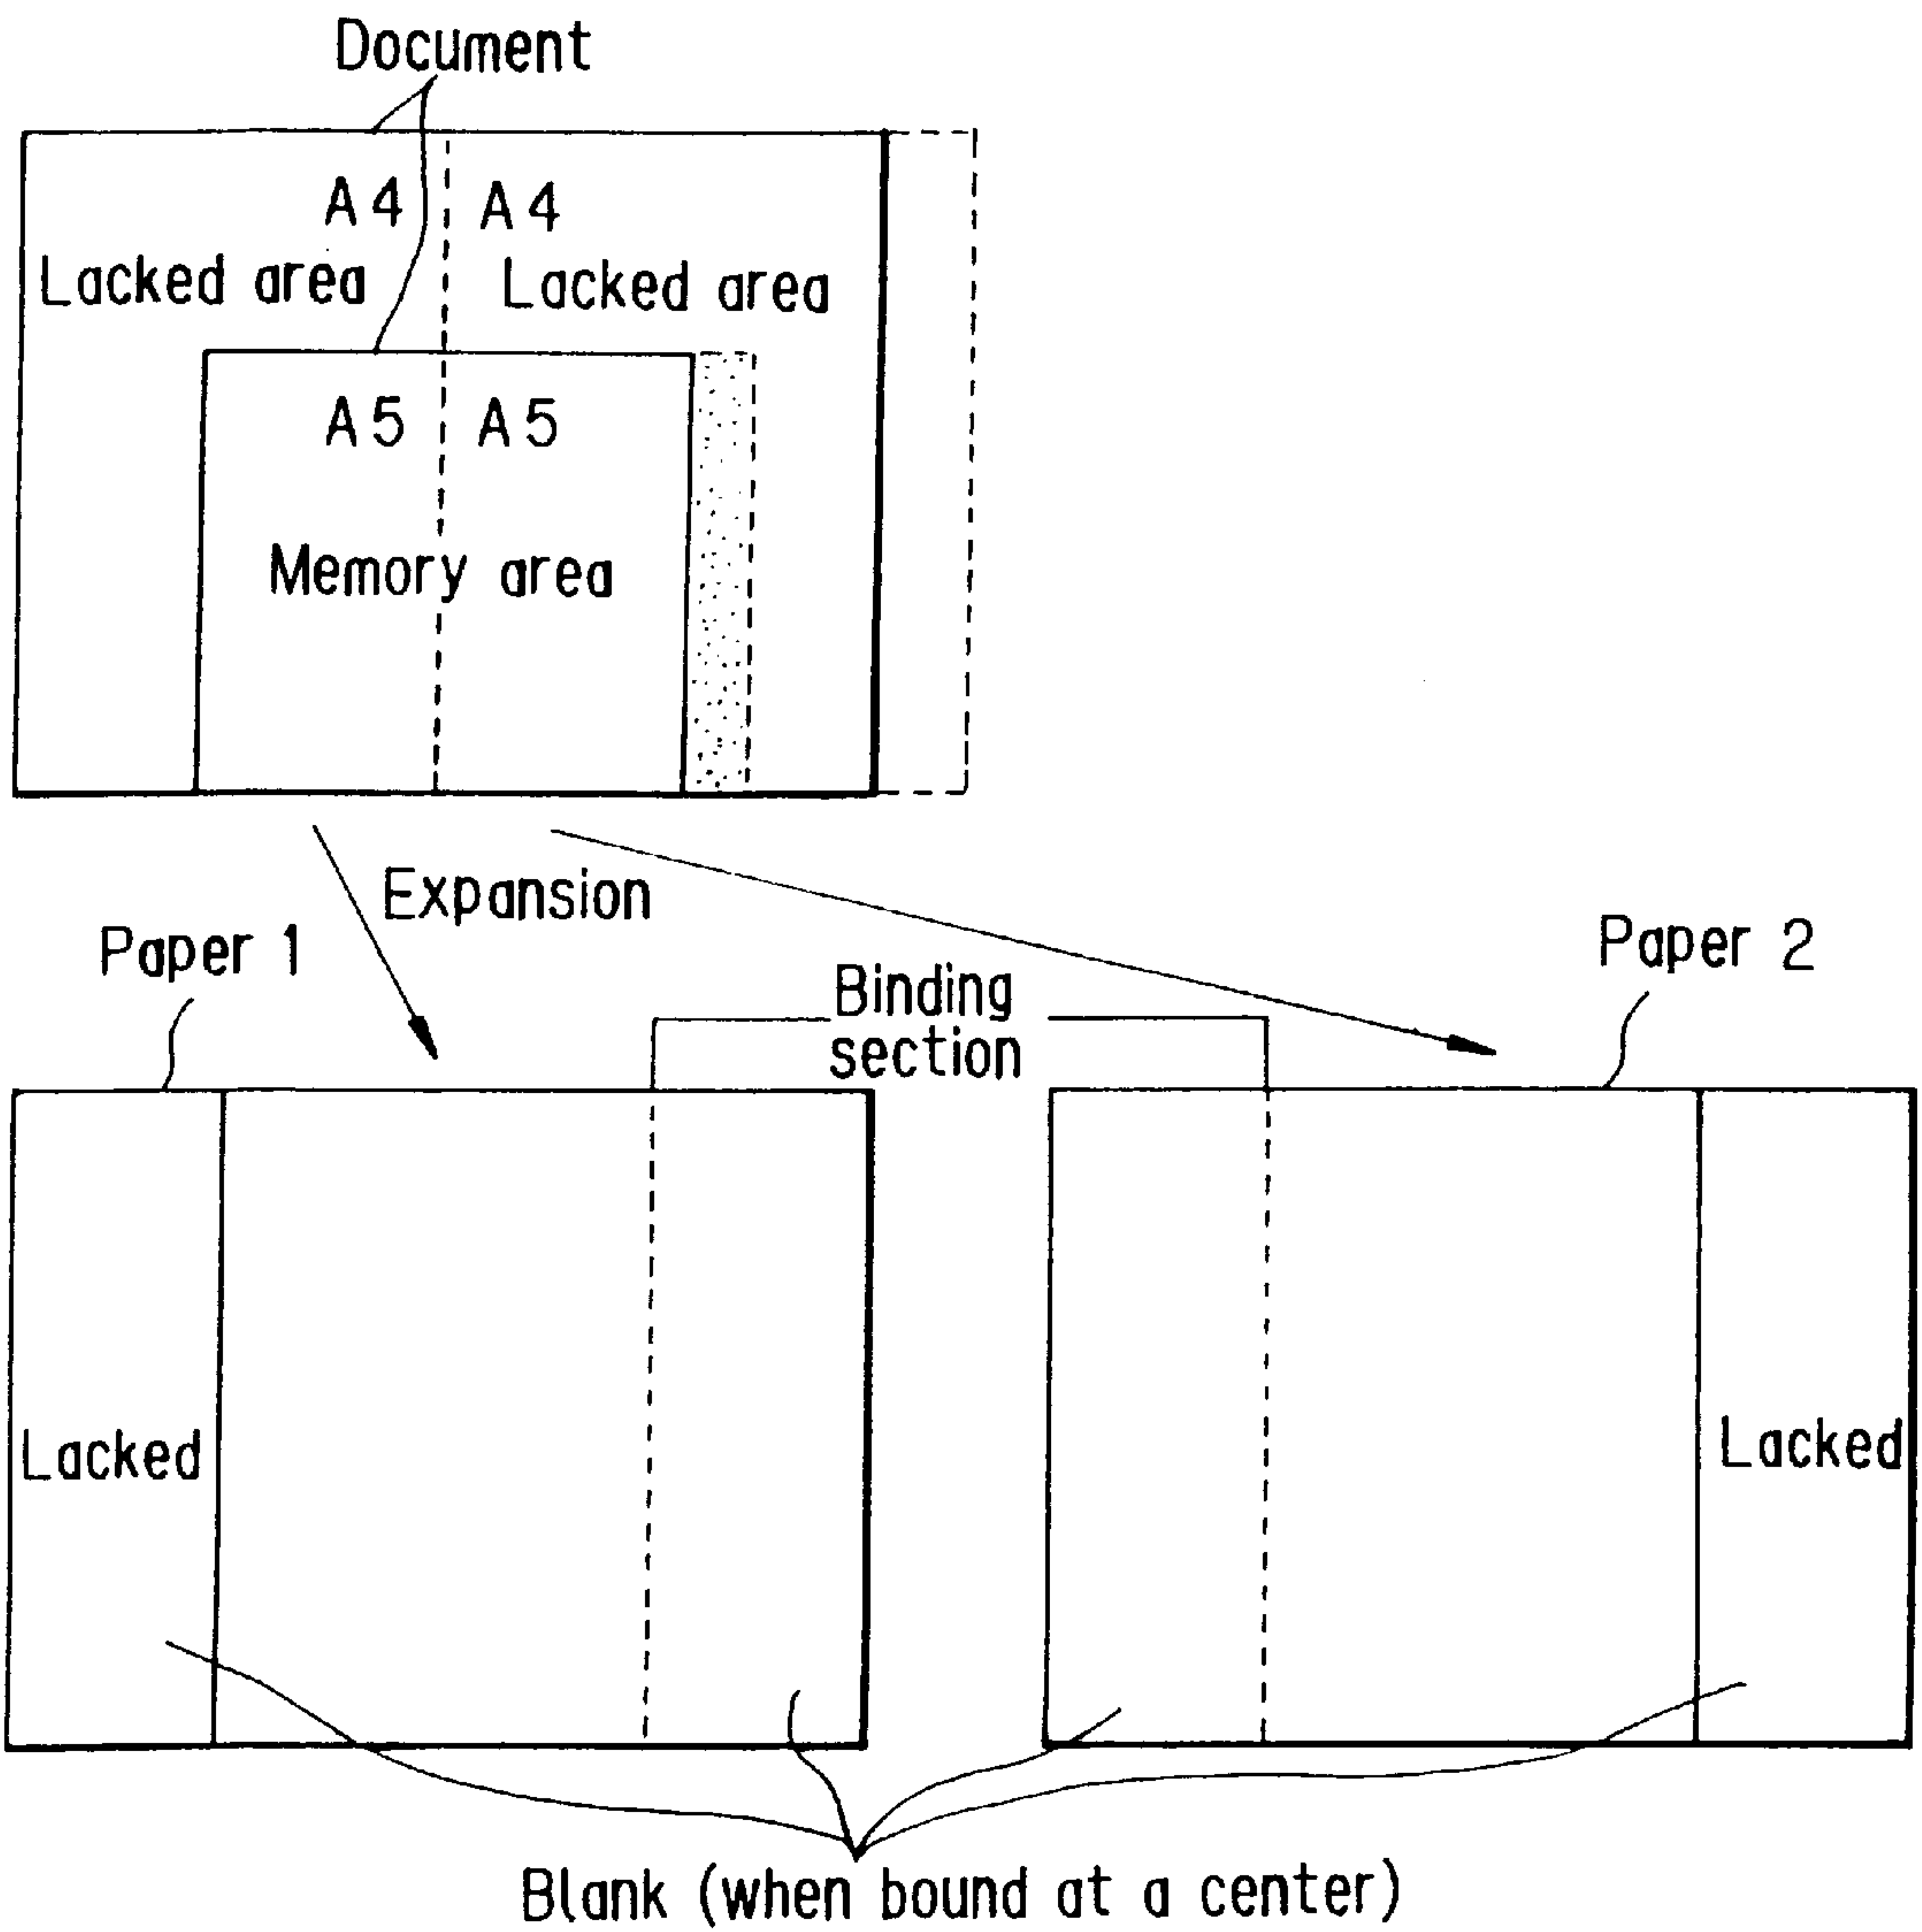 Document
A4 A4
Lacked area Lacked area
A5 A5
Memory area
Expansion
Paper 1
Paper 2
Binding
section
Lacked
Lacked
Blank (when bound at a center)